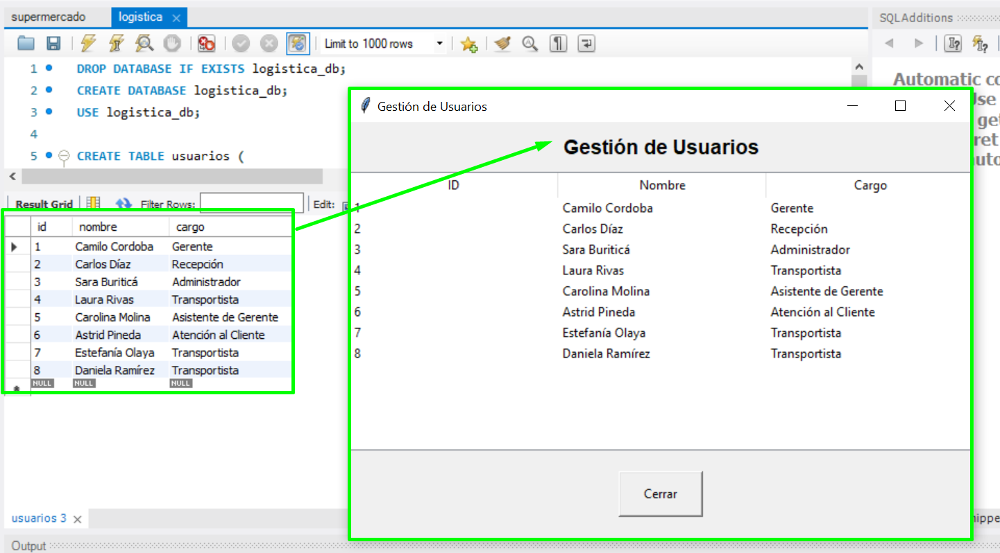 supermercado
logistica
SQLAdditions
Limit to 1000 rows
1 DROP DATABASE IF EXISTS logistica_db;
2 CREATE DATABASE logistica_db;
3 USE logistica_db;
4
5 CREATE TABLE usuarios (
Automatic co
get
Result Grid Filter Rows: Edit:
id nombre cargo
1 Camilo Cordoba Gerente
2 Carlos Díaz Recepción
3 Sara Buriticá Administrador
4 Laura Rivas Transportista
5 Carolina Molina Asistente de Gerente
6 Astrid Pineda Atención al Cliente
7 Estefanía Olaya Transportista
8 Daniela Ramírez Transportista
NULL NULL NULL
Gestión de Usuarios
Gestión de Usuarios
ID Nombre Cargo
1 Camilo Cordoba Gerente
2 Carlos Díaz Recepción
3 Sara Buriticá Administrador
4 Laura Rivas Transportista
5 Carolina Molina Asistente de Gerente
6 Astrid Pineda Atención al Cliente
7 Estefanía Olaya Transportista
8 Daniela Ramírez Transportista
Cerrar
usuarios 3
Output